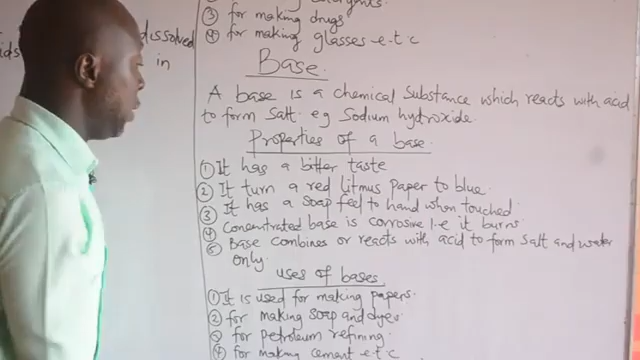 ③ for making drugs
④ for making glasses e.t.c
dissolved
in
Base.
A base is a chemical Substance which reacts with acid
to form Salt. eg Sodium hydroxide.
Properties of a base.
① It has a bitter taste
② It turn a red litmus paper to blue.
③ It has a soap feel to hand when touched
④ Concentrated base is corrosive i.e it burns
⑤ Base combines or reacts with acid to form salt and water
only.
uses of bases
① It is used for making papers.
② for making soap and dyes
③ for petroleum refining
④ for making cement e.t.c